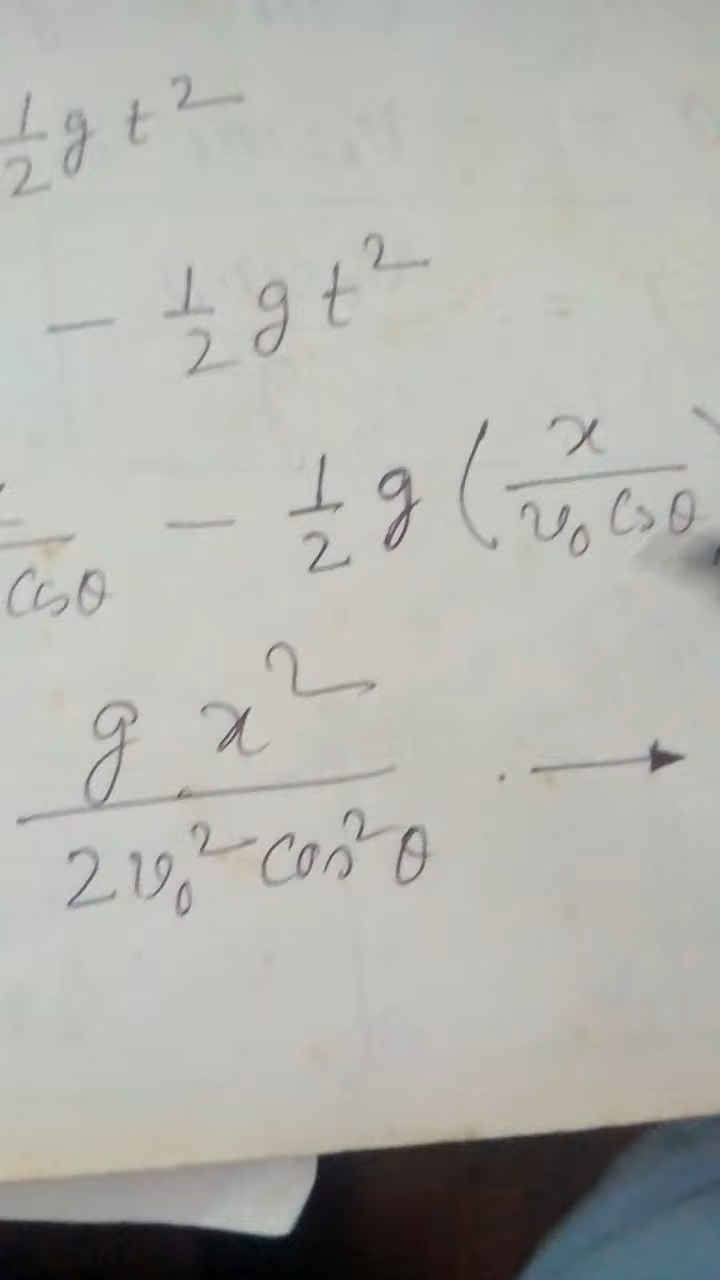 1/2 g t²
− 1/2 g t²
cosθ − 1/2 g ( x / v₀ cosθ )
g x² / 2v₀² cos²θ . →